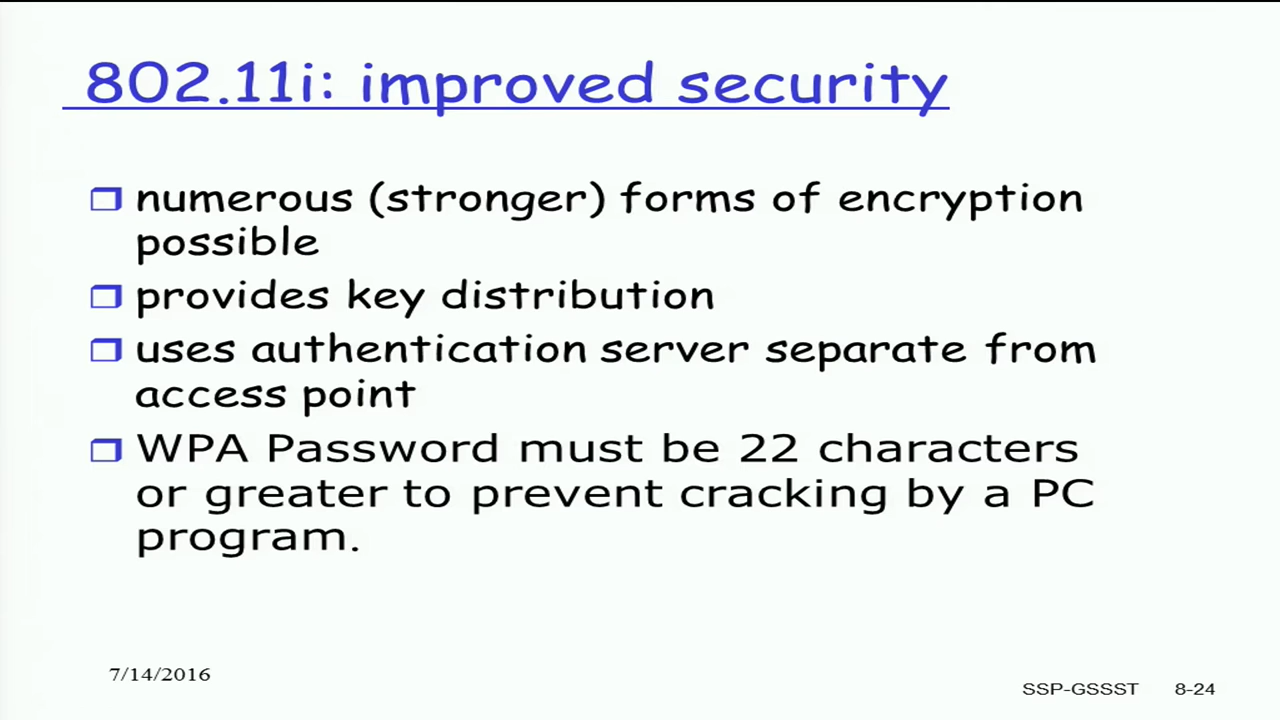 802.11i: improved security
numerous (stronger) forms of encryption
possible
provides key distribution
uses authentication server separate from
access point
WPA Password must be 22 characters
or greater to prevent cracking by a PC
program.
7/14/2016
SSP-GSSST 8-24